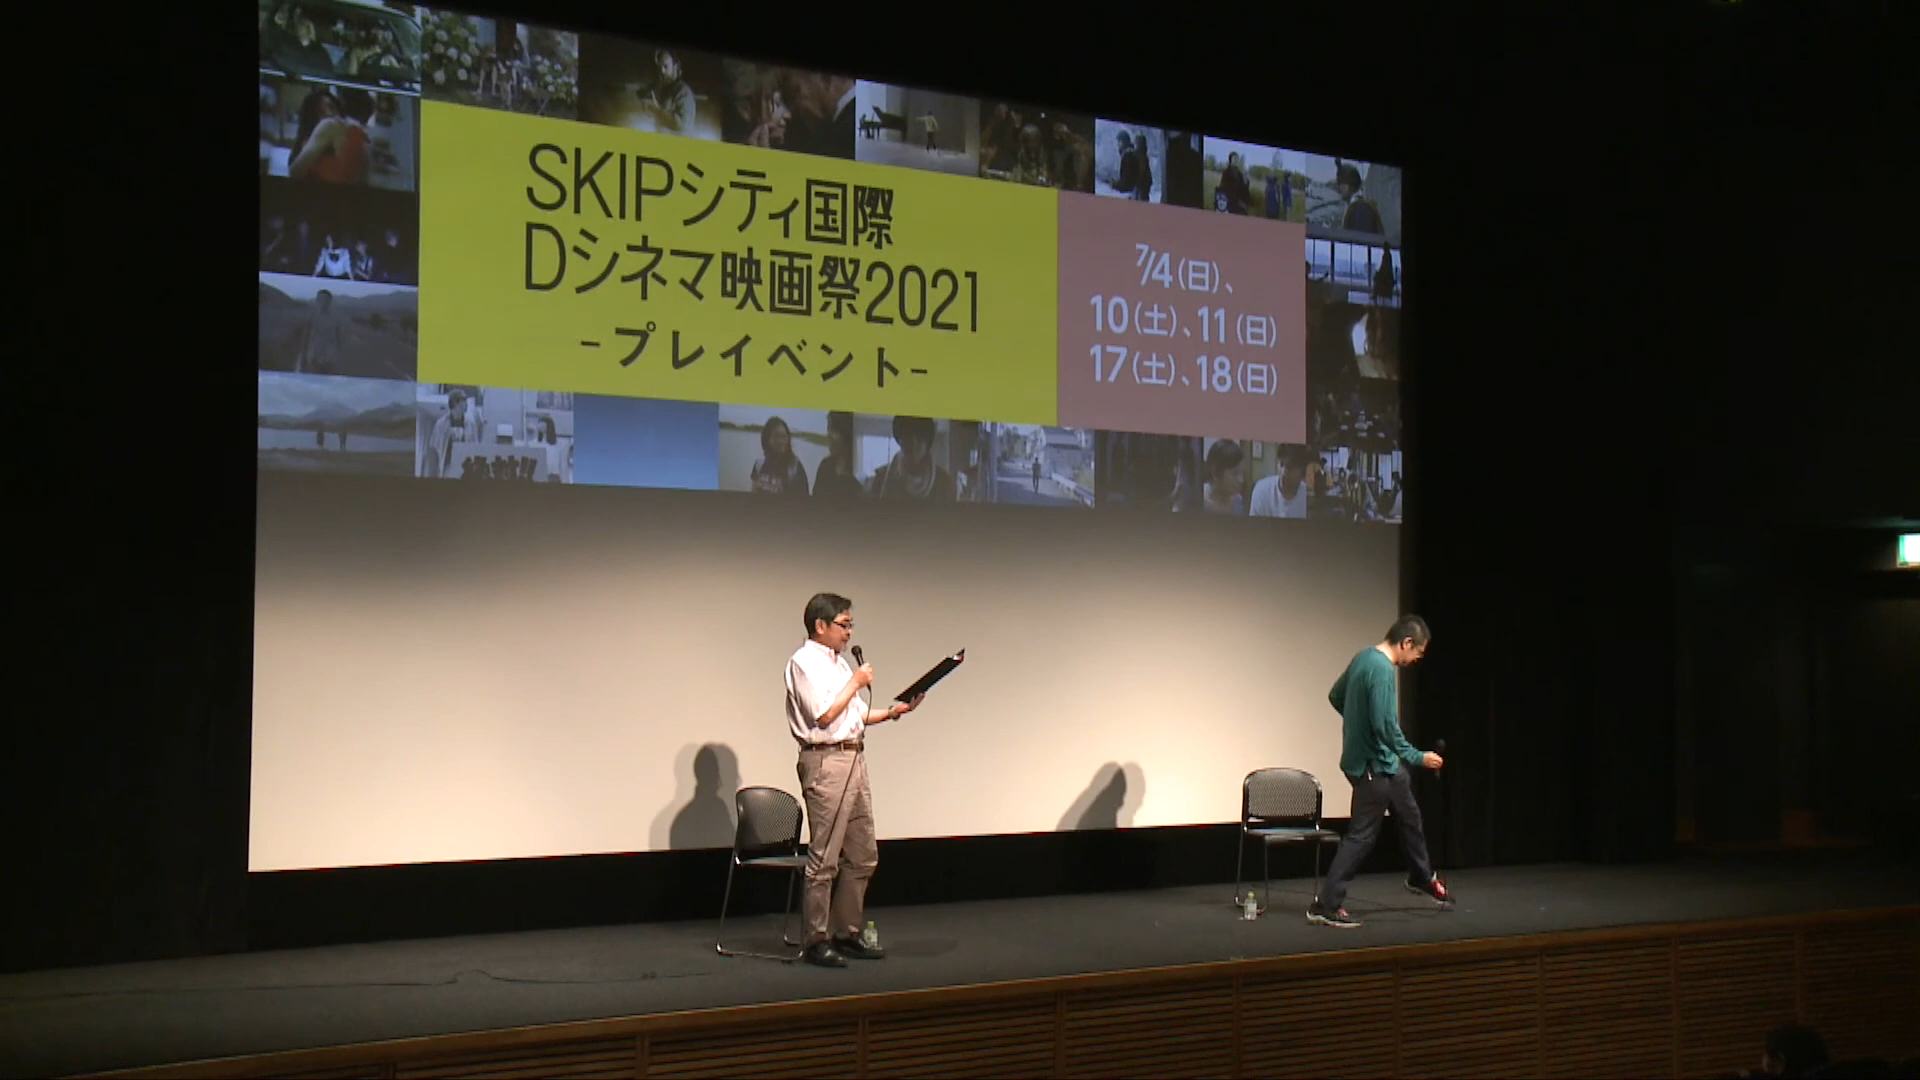 SKIPシティ国際
Dシネマ映画祭2021
-プレイベント-
7/4(日)、
10(土)、11(日)
17(土)、18(日)